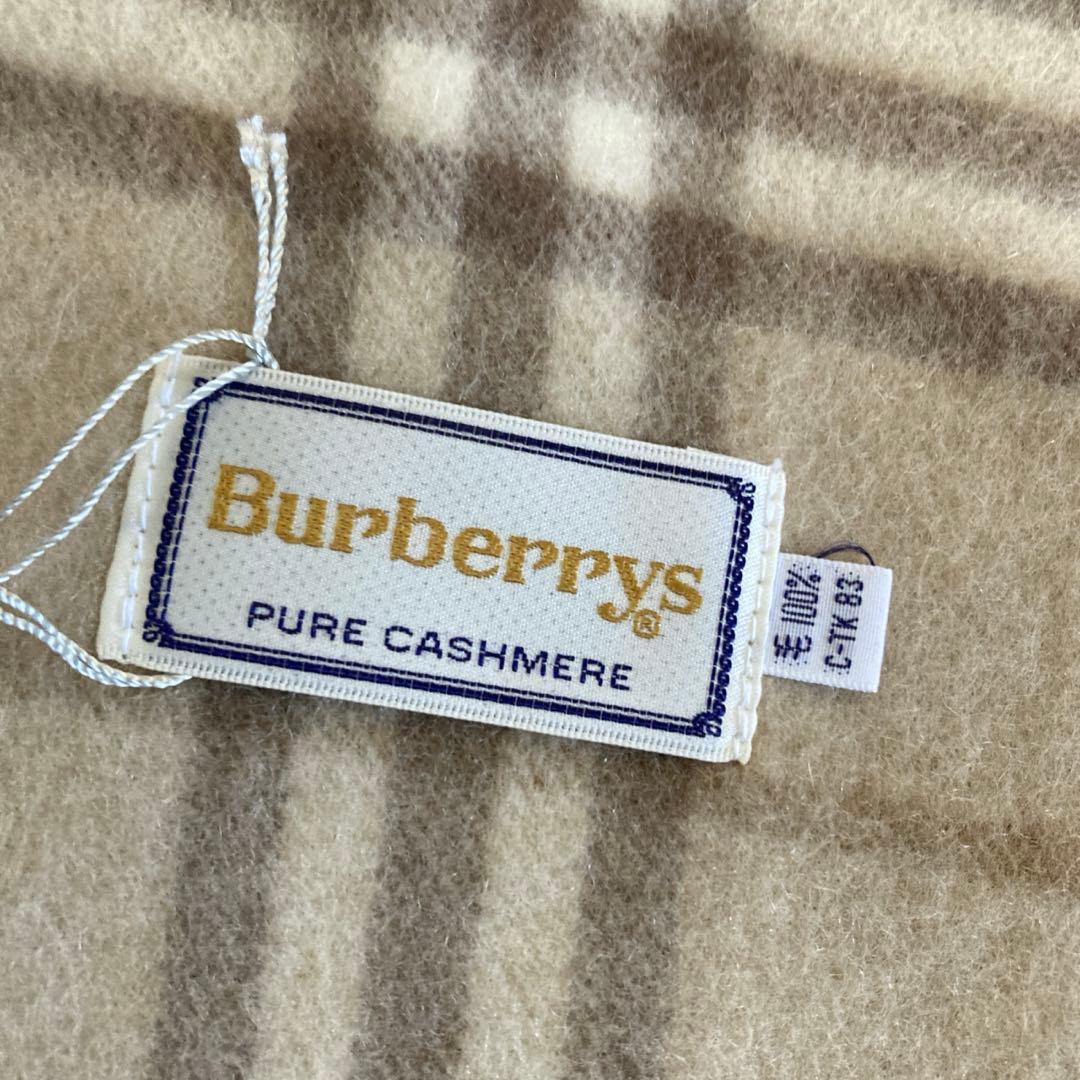 Burberrys®
PURE CASHMERE
毛 100%
C-TK 83